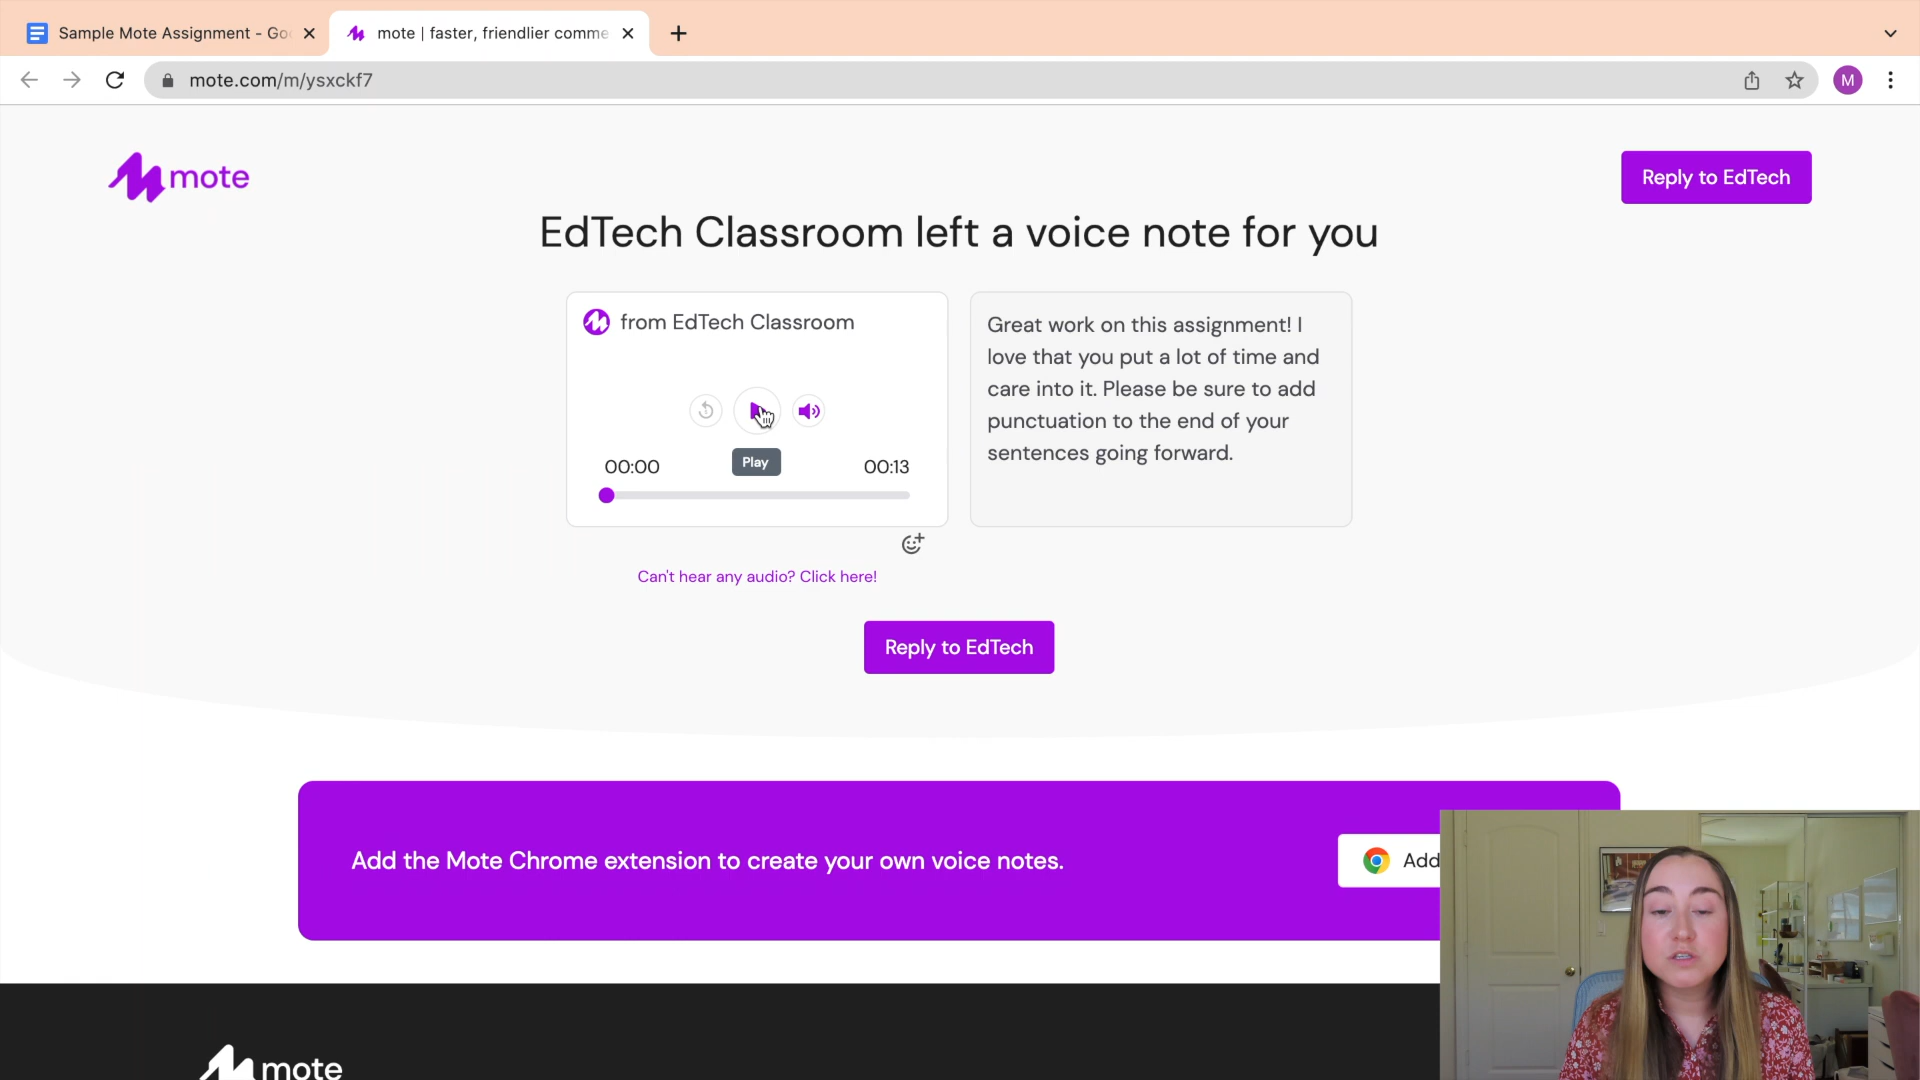 Sample Mote Assignment - Go
mote | faster, friendlier comme
mote.com/m/ysxckf7
M
mote
Reply to EdTech
EdTech Classroom left a voice note for you
from EdTech Classroom
5
00:00
Play
00:13
Great work on this assignment! I
love that you put a lot of time and
care into it. Please be sure to add
punctuation to the end of your
sentences going forward.
Can't hear any audio? Click here!
Reply to EdTech
Add the Mote Chrome extension to create your own voice notes.
Add
mote